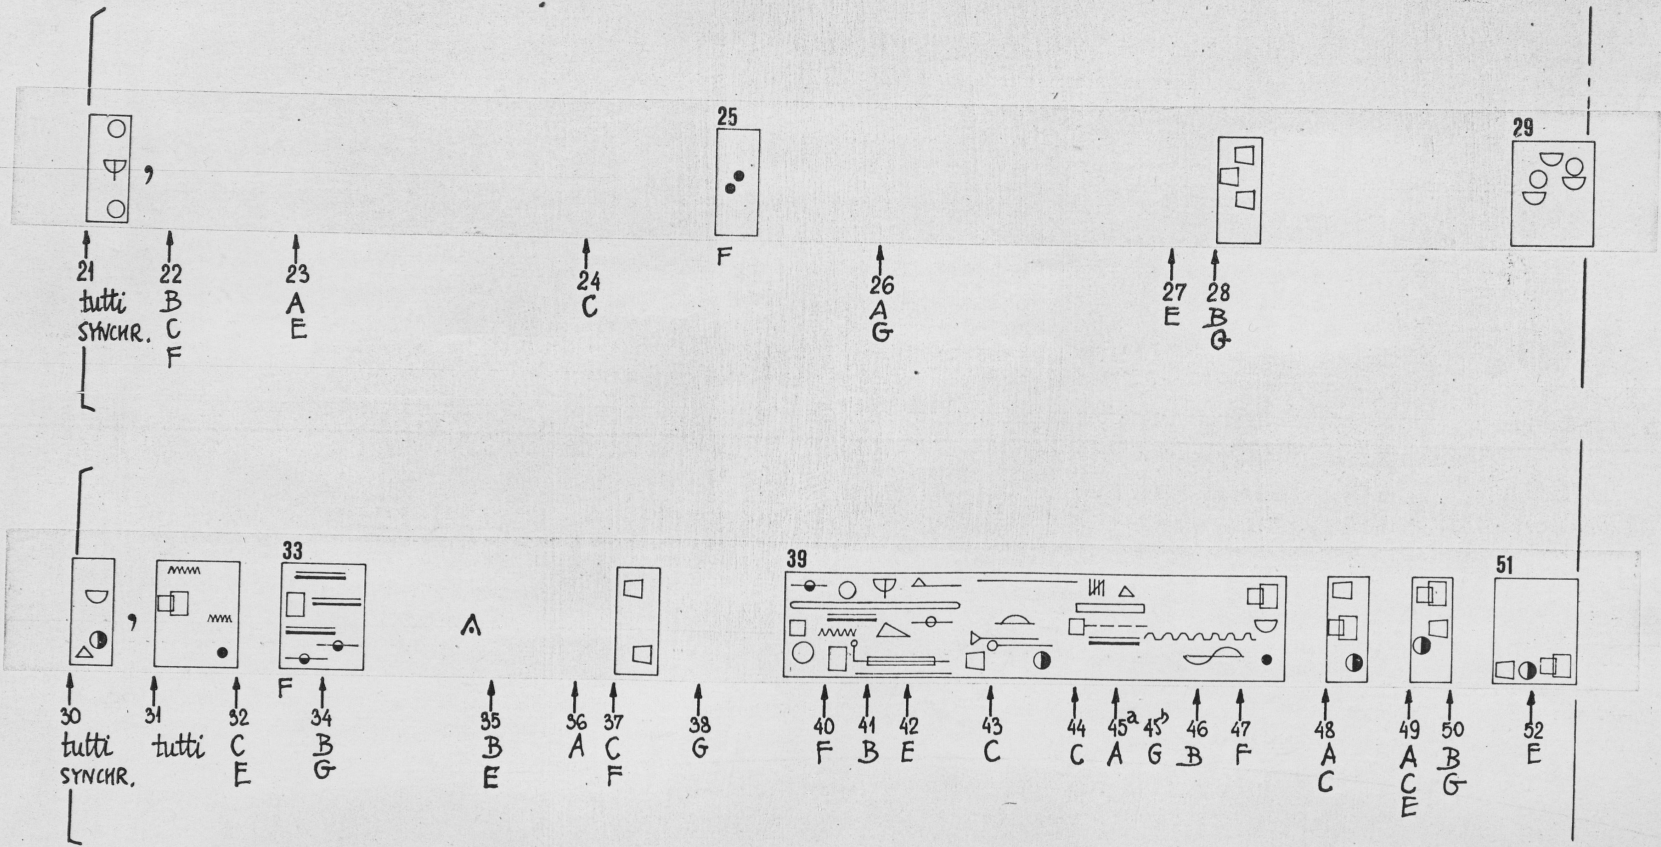 25
29
21 22 23 24 F 26 27 28
tutti B A C A E B
SYNCHR. C E G G
F
33
39
51
F
30 31 32 34 35 36 37 38 40 41 42 43 44 45a 45b 46 47 48 49 50 52
tutti tutti C B B A C G F B E C C A G B F A A B E
SYNCHR. E G E F C C G
E